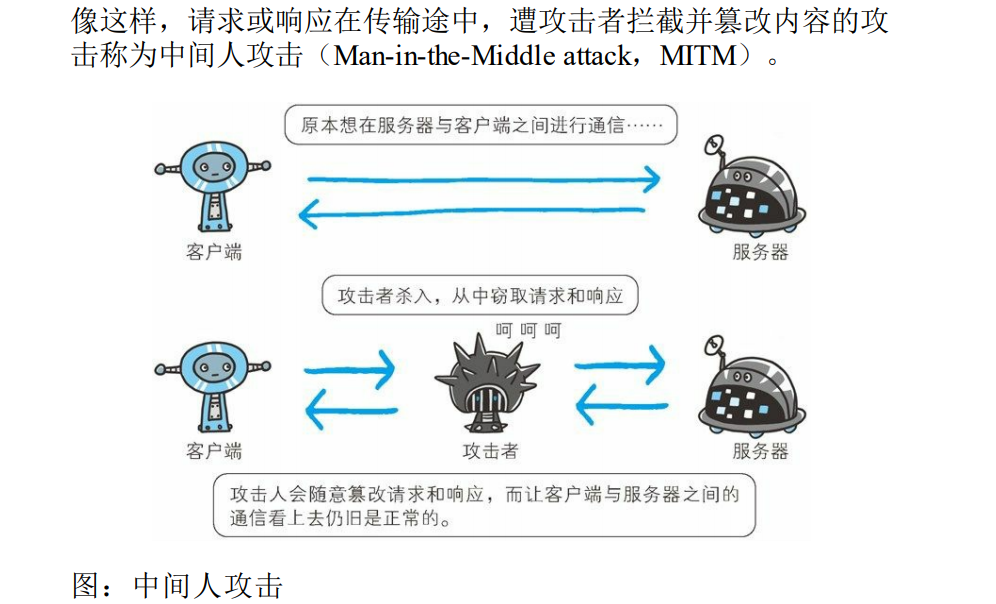 像这样，请求或响应在传输途中，遭攻击者拦截并篡改内容的攻
击称为中间人攻击（Man-in-the-Middle attack，MITM）。
原本想在服务器与客户端之间进行通信……
客户端
服务器
攻击者杀入，从中窃取请求和响应
呵 呵 呵
客户端
攻击者
服务器
攻击人会随意篡改请求和响应，而让客户端与服务器之间的
通信看上去仍旧是正常的。
图：中间人攻击